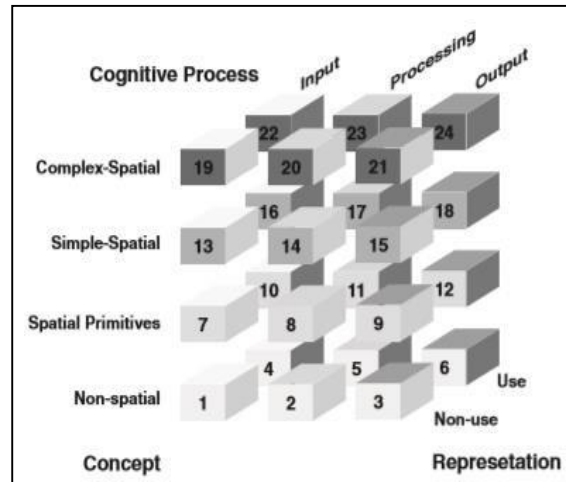 Cognitive Process Input Processing Output
22 23 24
Complex-Spatial 19 20 21
16 17 18
Simple-Spatial 13 14 15
10 11 12
Spatial Primitives 7 8 9
4 5 6 Use
Non-spatial 1 2 3
Non-use
Concept Represetation